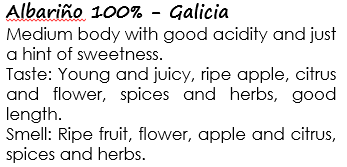 Albariño 100% - Galicia
Medium body with good acidity and just
a hint of sweetness.
Taste: Young and juicy, ripe apple, citrus
and flower, spices and herbs, good
length.
Smell: Ripe fruit, flower, apple and citrus,
spices and herbs.